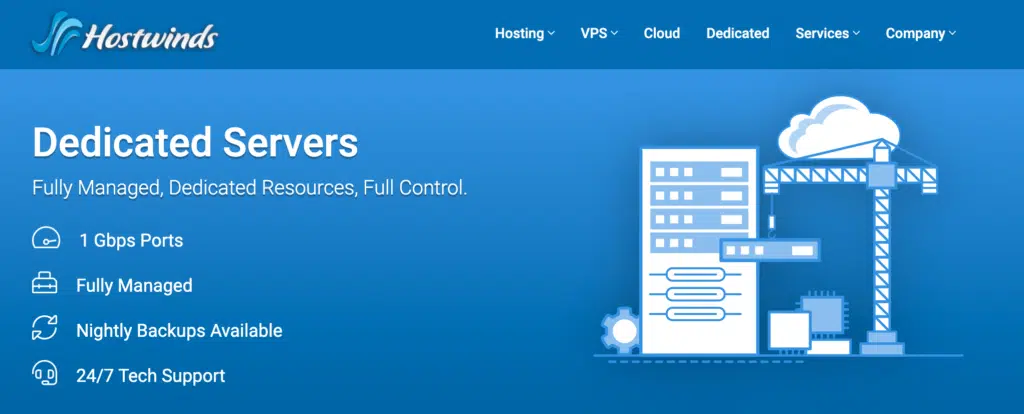 Hostwinds
Hosting VPS Cloud Dedicated Services Company
Dedicated Servers
Fully Managed, Dedicated Resources, Full Control.
1 Gbps Ports
Fully Managed
Nightly Backups Available
24/7 Tech Support